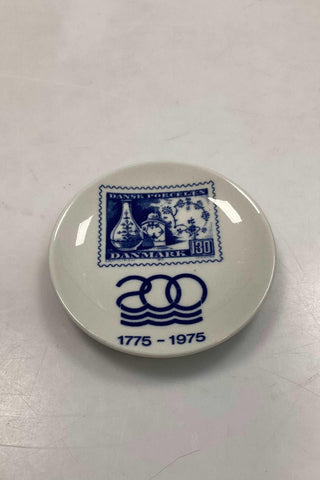 DANSK PORCELÆN
130
DANMARK
200
1775 - 1975